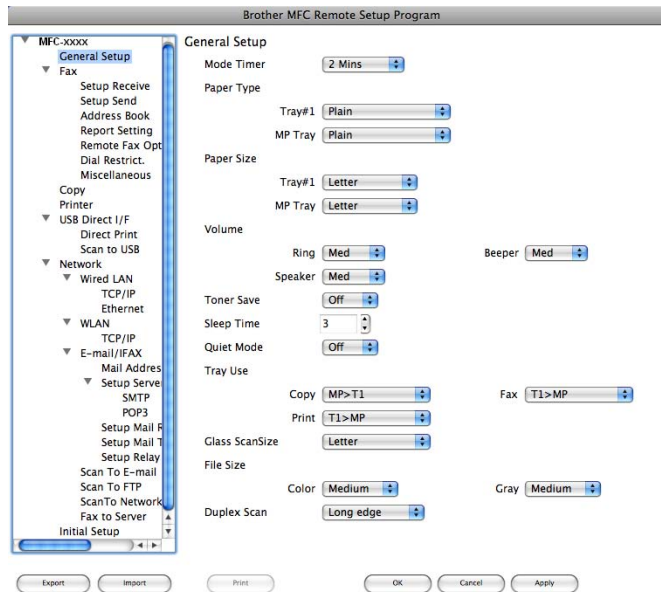 Brother MFC Remote Setup Program
MFC-xxxx
General Setup
Fax
Setup Receive
Setup Send
Address Book
Report Setting
Remote Fax Opt
Dial Restrict.
Miscellaneous
Copy
Printer
USB Direct I/F
Direct Print
Scan to USB
Network
Wired LAN
TCP/IP
Ethernet
WLAN
TCP/IP
E-mail/IFAX
Mail Addres
Setup Server
SMTP
POP3
Setup Mail R
Setup Mail T
Setup Relay
Scan To E-mail
Scan To FTP
ScanTo Network
Fax to Server
Initial Setup
General Setup
Mode Timer 2 Mins
Paper Type
Tray#1 Plain
MP Tray Plain
Paper Size
Tray#1 Letter
MP Tray Letter
Volume
Ring Med Beeper Med
Speaker Med
Toner Save Off
Sleep Time 3
Quiet Mode Off
Tray Use
Copy MP>T1 Fax T1>MP
Print T1>MP
Glass ScanSize Letter
File Size
Color Medium Gray Medium
Duplex Scan Long edge
Export Import Print OK Cancel Apply